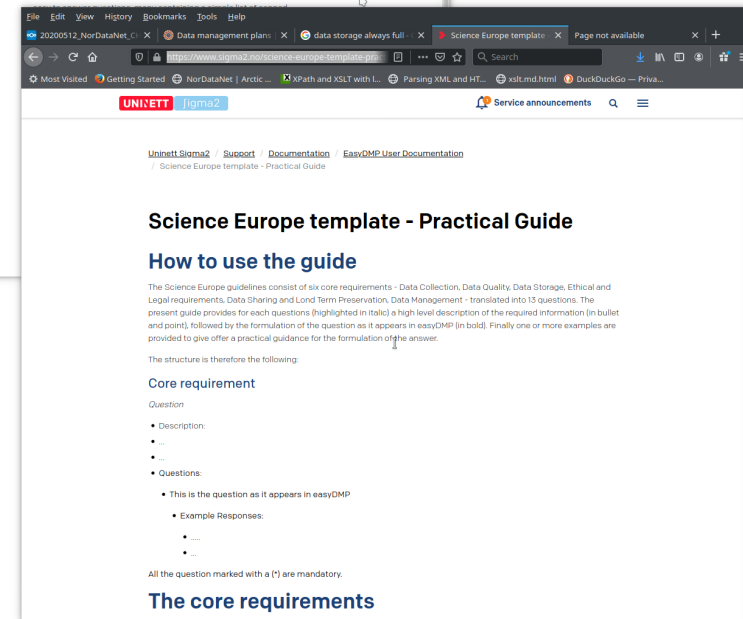 File Edit View History Bookmarks Tools Help
20200512_NorDataNet_C
Data management plans
data storage always full -
Science Europe template -
Page not available
https://www.sigma2.no/science-europe-template-prac
Search
Most Visited
Getting Started
NorDataNet | Arctic ...
XPath and XSLT with l...
Parsing XML and HT...
xslt.md.html
DuckDuckGo — Priva...
UNINETT Sigma2
Service announcements
Uninett Sigma2 / Support / Documentation / EasyDMP User Documentation
/ Science Europe template - Practical Guide
Science Europe template - Practical Guide
How to use the guide
The Science Europe guidelines consist of six core requirements - Data Collection, Data Quality, Data Storage, Ethical and
Legal requirements, Data Sharing and Lond Term Preservation, Data Management - translated into 13 questions. The
present guide provides for each questions (highlighted in italic) a high level description of the required information (in bullet
and point), followed by the formulation of the question as it appears in easyDMP (in bold). Finally one or more examples are
provided to give offer a practical guidance for the formulation of the answer.
The structure is therefore the following:
Core requirement
Question
• Description:
• ...
• ...
• Questions:
• This is the question as it appears in easyDMP
• Example Responses:
• .....
• ...
All the question marked with a (*) are mandatory.
The core requirements